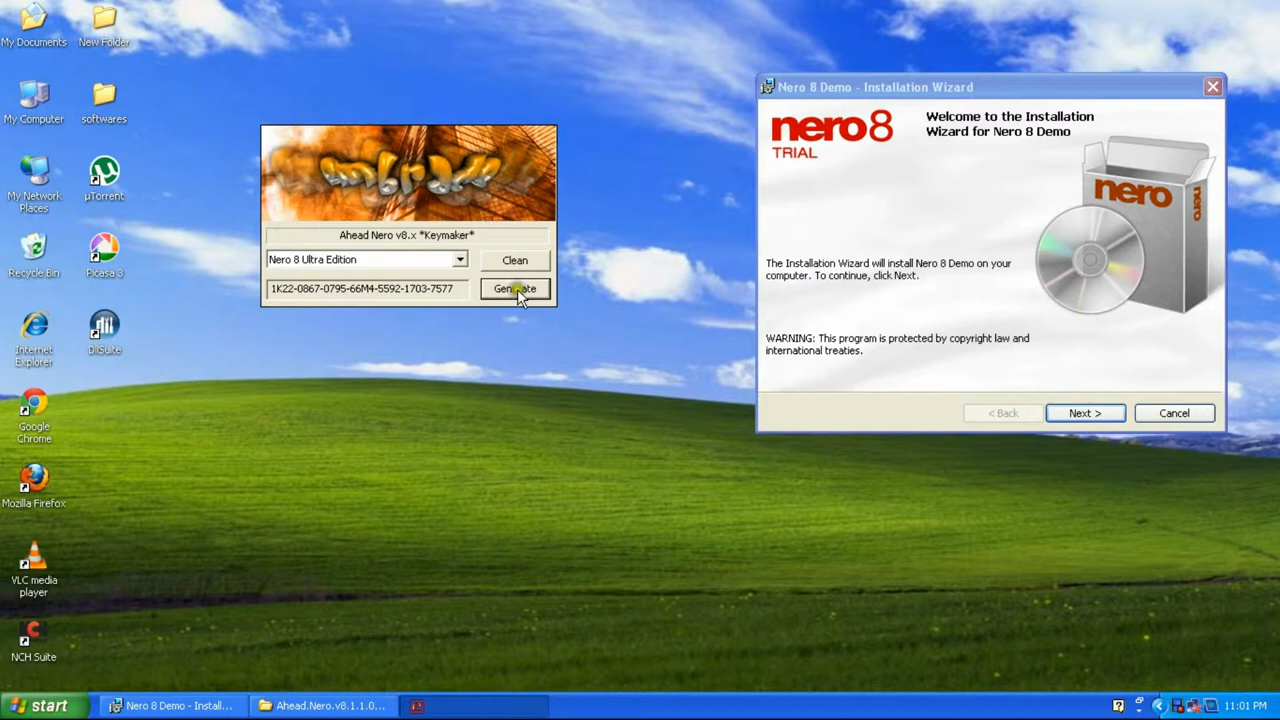 My Documents
New Folder
My Computer
softwares
My Network
Places
µTorrent
Recycle Bin
Picasa 3
Internet
Explorer
Google
Chrome
Mozilla Firefox
VLC media
player
NCH Suite
Ahead Nero v8.x *Keymaker*
Nero 8 Ultra Edition
Clean
1K22-0867-0795-66M4-5592-1703-7577
Generate
Nero 8 Demo - Installation Wizard
nero 8
TRIAL
Welcome to the Installation
Wizard for Nero 8 Demo
nero
nero
The Installation Wizard will install Nero 8 Demo on your
computer. To continue, click Next.
WARNING: This program is protected by copyright law and
international treaties.
< Back
Next >
Cancel
start
Nero 8 Demo - Install...
Ahead.Nero.v8.1.1.0...
11:01 PM